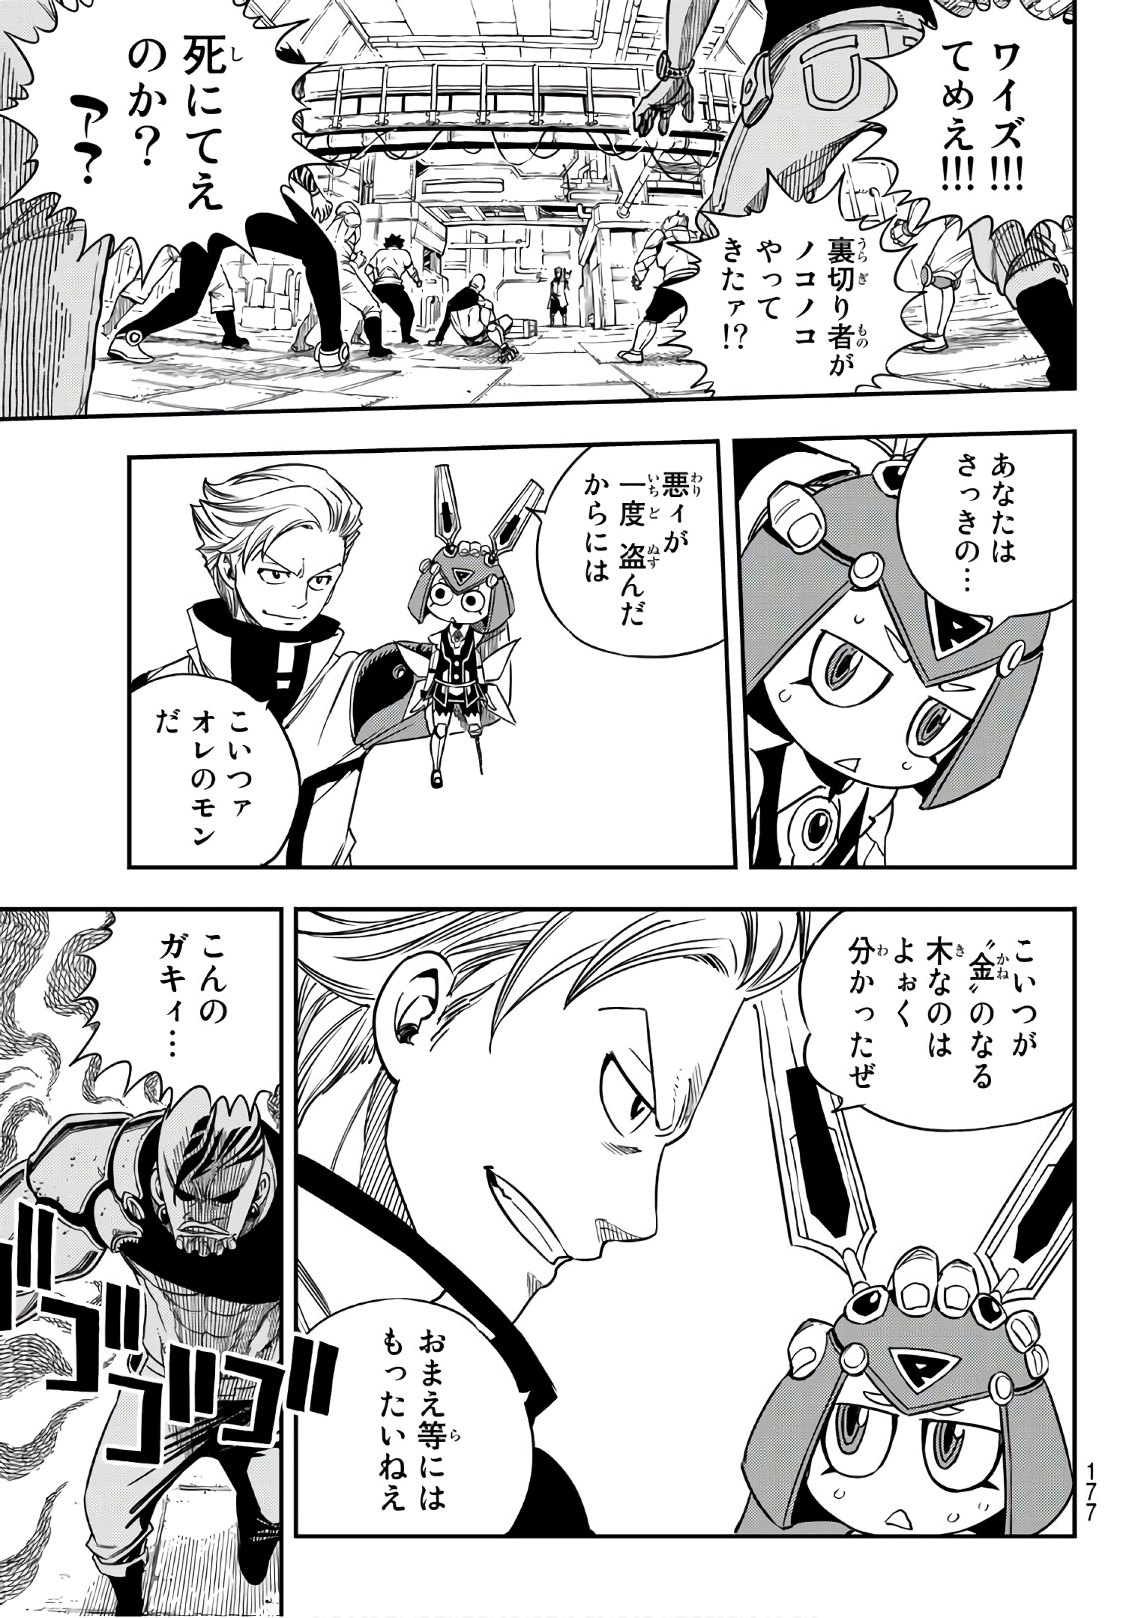 ワイズ!!!
てめえ!!!
裏切り者が
ノコノコ
やって
きたァ!?
死にてえ
のか?
ア?
あなたは
さっきの…
悪ィが
一度盗んだ
からには
こいつァ
オレのモン
だ
こいつが
〝金〟のなる
木なのは
よぉく
分かったぜ
おまえ等には
もったいねえ
こんの
ガキィ…
ゴゴゴゴ
177